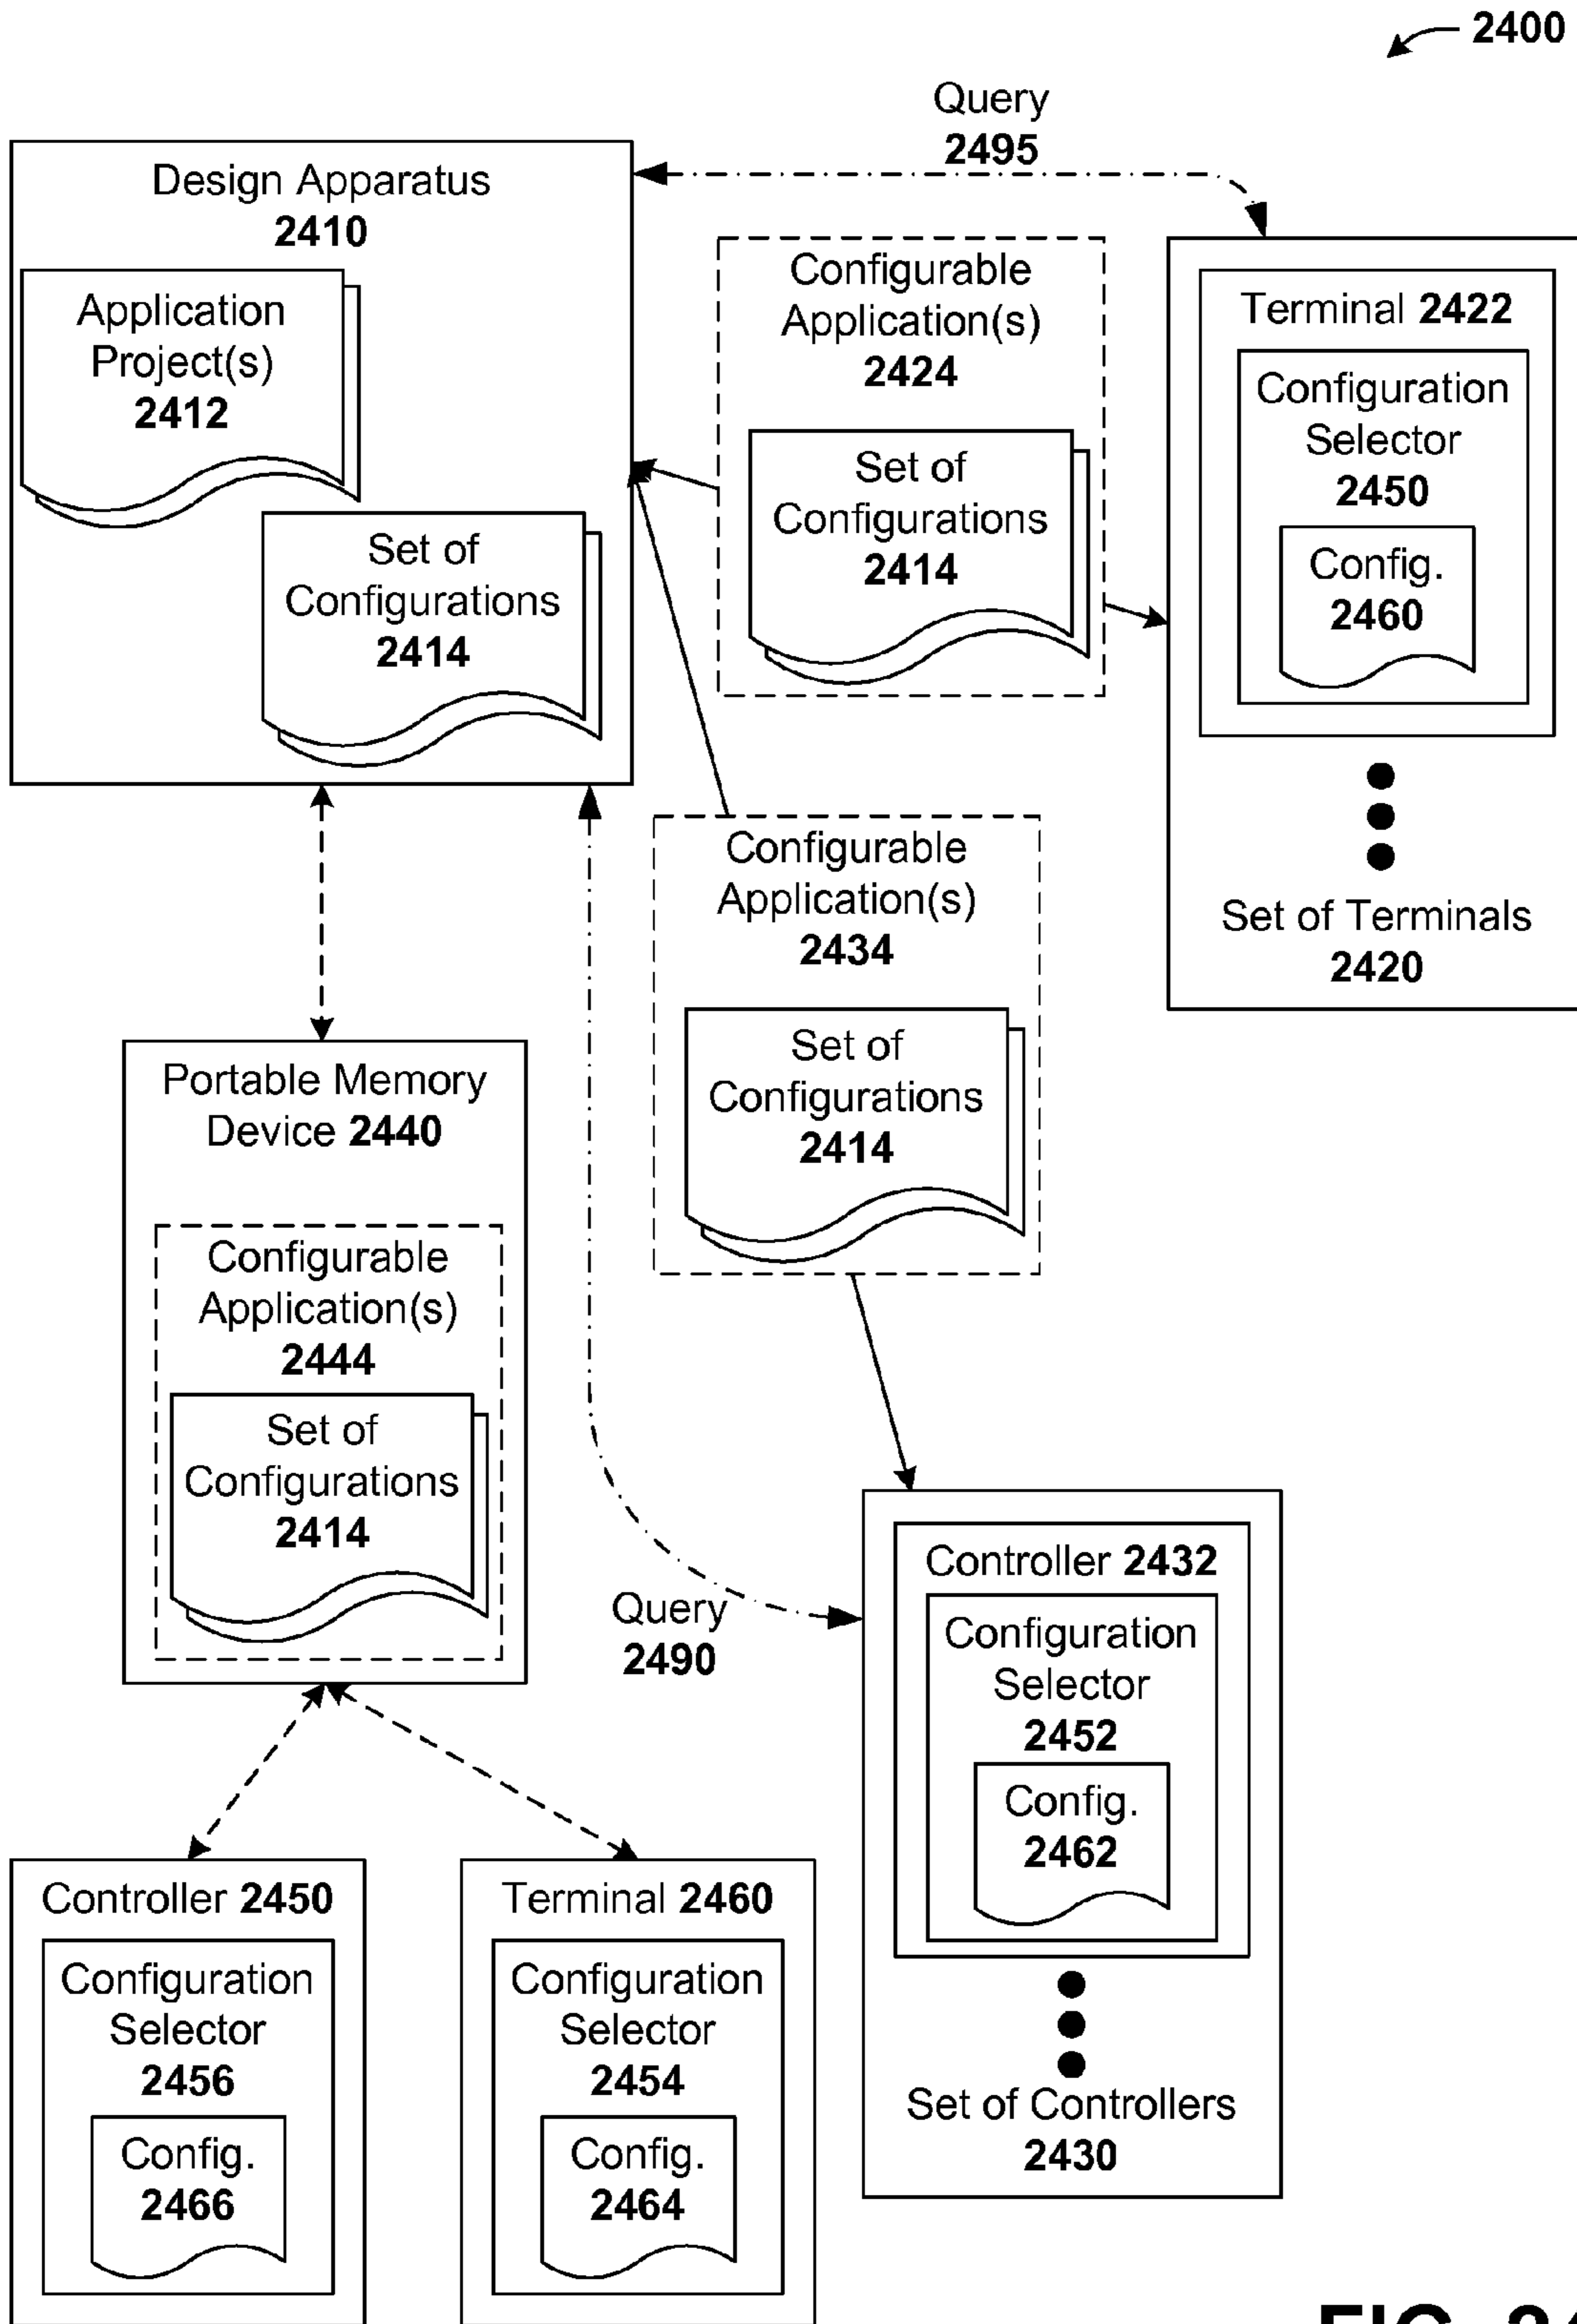 2400
Query
2495
Design Apparatus
2410
Application
Project(s)
2412
Set of
Configurations
2414
Configurable
Application(s)
2424
Set of
Configurations
2414
Terminal 2422
Configuration
Selector
2450
Config.
2460
Set of Terminals
2420
Configurable
Application(s)
2434
Set of
Configurations
2414
Portable Memory
Device 2440
Configurable
Application(s)
2444
Set of
Configurations
2414
Query
2490
Controller 2432
Configuration
Selector
2452
Config.
2462
Set of Controllers
2430
Controller 2450
Configuration
Selector
2456
Config.
2466
Terminal 2460
Configuration
Selector
2454
Config.
2464